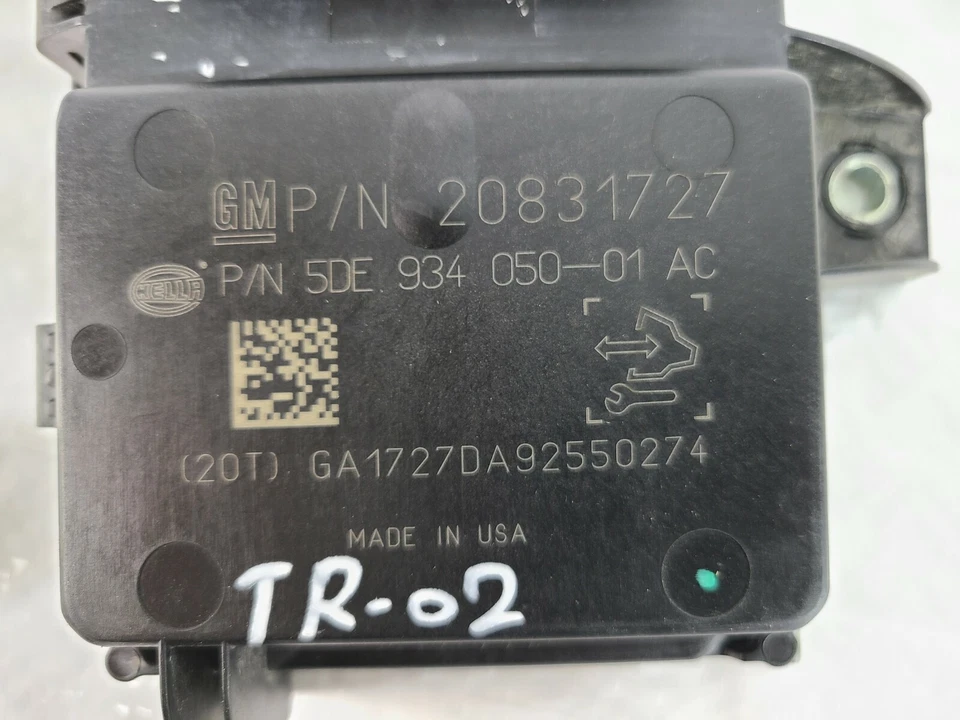 GM P/N 20831727
HELLA P/N 5DE 934 050-01 AC
(20T) GA1727DA92550274
MADE IN USA
TR-02